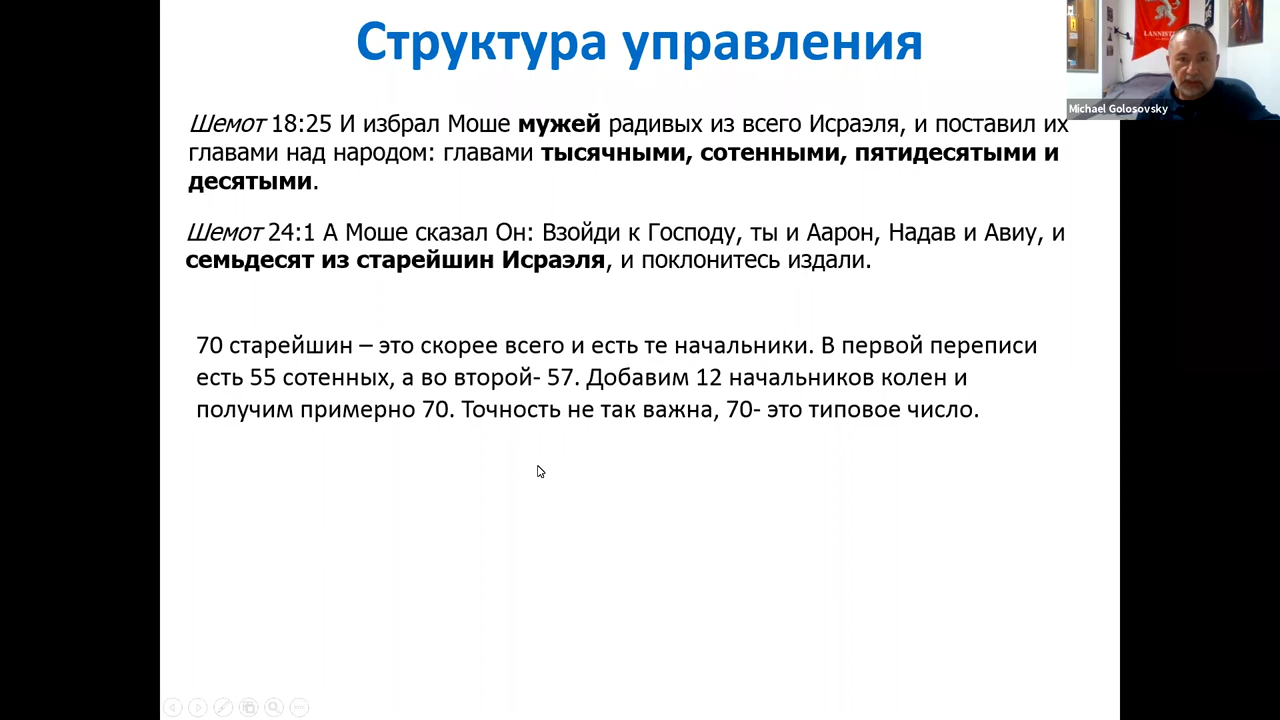 Структура управления
LANNISTER
Michael Golosovsky
Шемот 18:25 И избрал Моше мужей радивых из всего Исраэля, и поставил их
главами над народом: главами тысячными, сотенными, пятидесятыми и
десятыми.
Шемот 24:1 А Моше сказал Он: Взойди к Господу, ты и Аарон, Надав и Авиу, и
семьдесят из старейшин Исраэля, и поклонитесь издали.
70 старейшин – это скорее всего и есть те начальники. В первой переписи
есть 55 сотенных, а во второй- 57. Добавим 12 начальников колен и
получим примерно 70. Точность не так важна, 70- это типовое число.